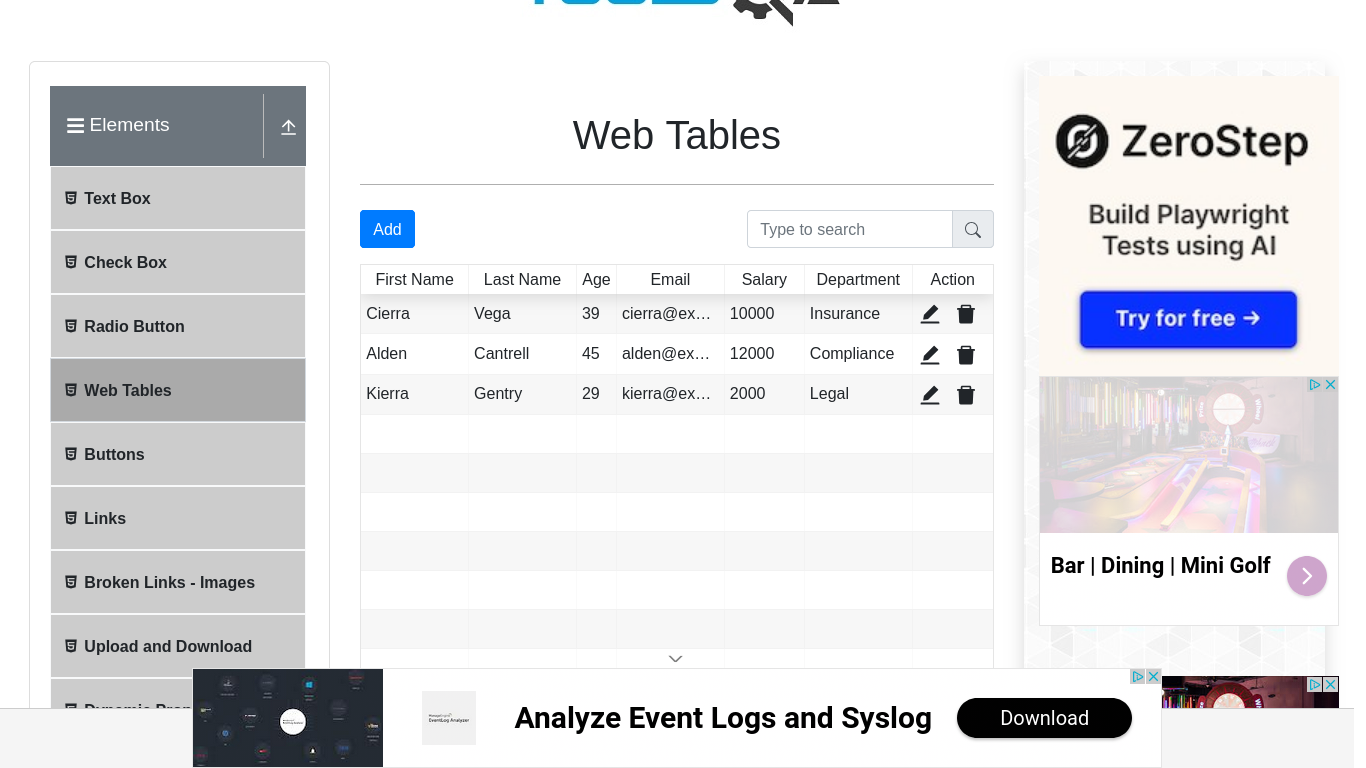 Elements
Text Box
Check Box
Radio Button
Web Tables
Buttons
Links
Broken Links - Images
Upload and Download
Web Tables
Add
Type to search
First Name Last Name Age Email Salary Department Action
Cierra Vega 39 cierra@ex... 10000 Insurance
Alden Cantrell 45 alden@ex... 12000 Compliance
Kierra Gentry 29 kierra@ex... 2000 Legal
ZeroStep
Build Playwright
Tests using AI
Try for free →
Bar | Dining | Mini Golf
EventLog Analyzer
Analyze Event Logs and Syslog
Download